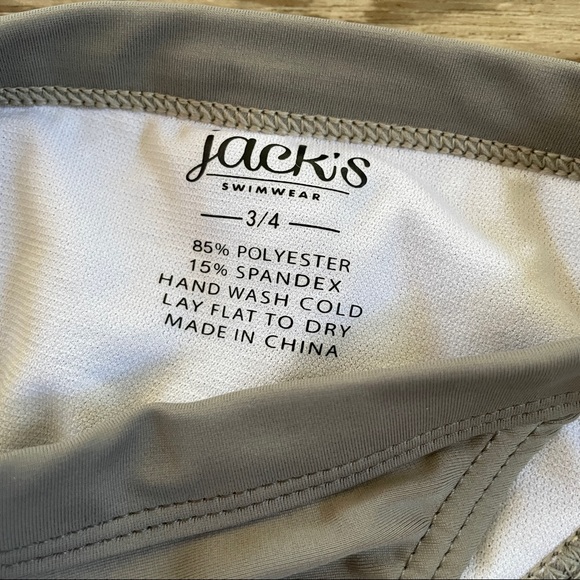 jack's
SWIMWEAR
3/4
85% POLYESTER
15% SPANDEX
HAND WASH COLD
LAY FLAT TO DRY
MADE IN CHINA